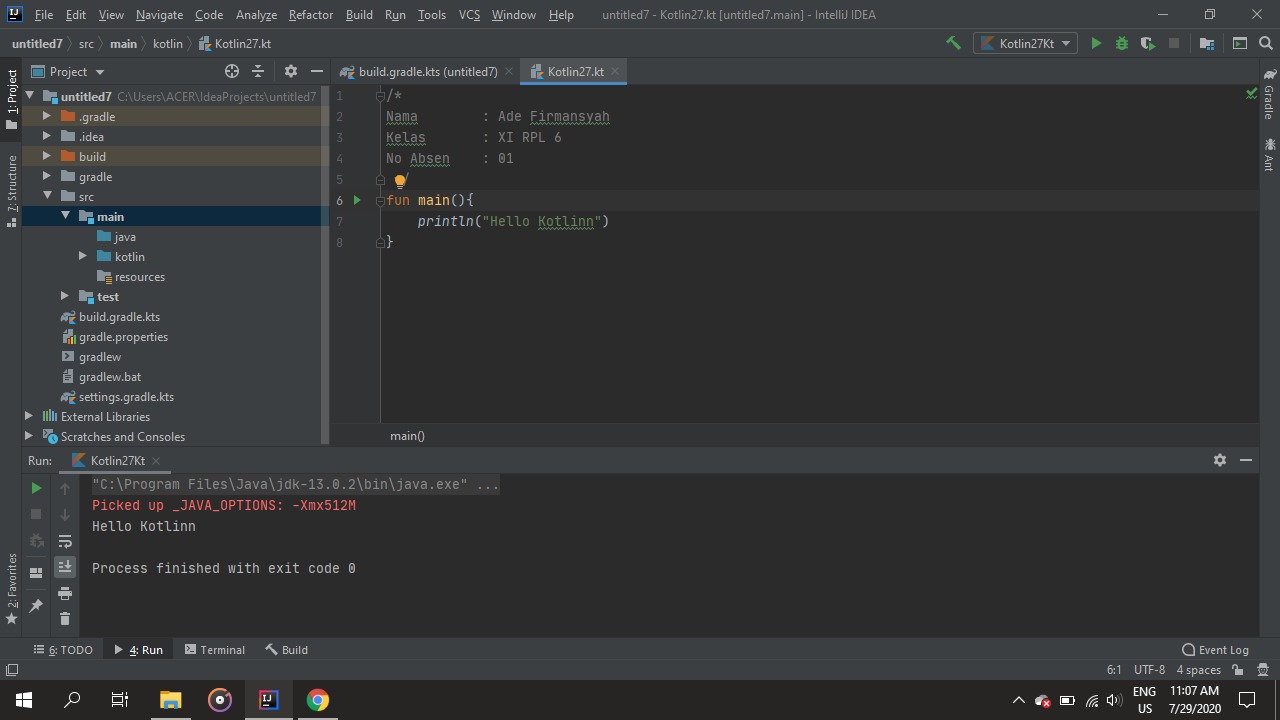 File Edit View Navigate Code Analyze Refactor Build Run Tools VCS Window Help untitled7 - Kotlin27.kt [untitled7.main] - IntelliJ IDEA
untitled7 src main kotlin Kotlin27.kt Kotlin27Kt
1: Project
7: Structure
2: Favorites
Project
untitled7 C:\Users\ACER\IdeaProjects\untitled7
.gradle
.idea
build
gradle
src
main
java
kotlin
resources
test
build.gradle.kts
gradle.properties
gradlew
gradlew.bat
settings.gradle.kts
External Libraries
Scratches and Consoles
build.gradle.kts (untitled7) Kotlin27.kt
1 /*
2 Nama : Ade Firmansyah
3 Kelas : XI RPL 6
4 No Absen : 01
5 /
6 fun main(){
7 println("Hello Kotlinn")
8 }
main()
Gradle
Ant
Run: Kotlin27Kt
"C:\Program Files\Java\jdk-13.0.2\bin\java.exe" ...
Picked up _JAVA_OPTIONS: -Xmx512M
Hello Kotlinn
Process finished with exit code 0
6: TODO 4: Run Terminal Build Event Log
6:1 UTF-8 4 spaces
ENG 11:07 AM
US 7/29/2020